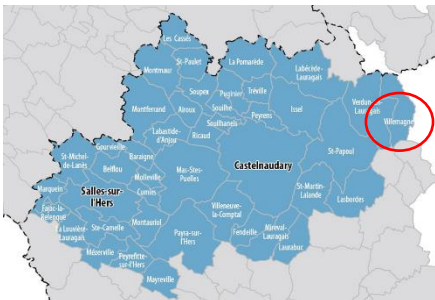 Les Cassés
St-Paulet
Montmaur
La Pomarède
Labécède-
Lauragais
Soupex
Puginier
Tréville
Montferrand
Airoux
Souilhe
Issel
Verdun-en-
Lauragais
Villemagne
Souilhanels
Peyrens
Labastide-
d'Anjou
Ricaud
Gourvieille
St-Michel-
de-Lanès
Baraigne
St-Papoul
Belflou
Molleville
Mas-Stes-
Puelles
Castelnaudary
Marquein
Salles-sur-
l'Hers
Cumiès
St-Martin-
Lalande
Fajac-la-
Relenque
Villeneuve-
la-Comptal
Lasbordes
La Louvière-
Lauragais
Ste-Camelle
Montauriol
Payra-sur-
l'Hers
Fendeille
Mireval-
Lauragais
Mézerville
Peyrefitte-
sur-l'Hers
Laurabuc
Mayreville